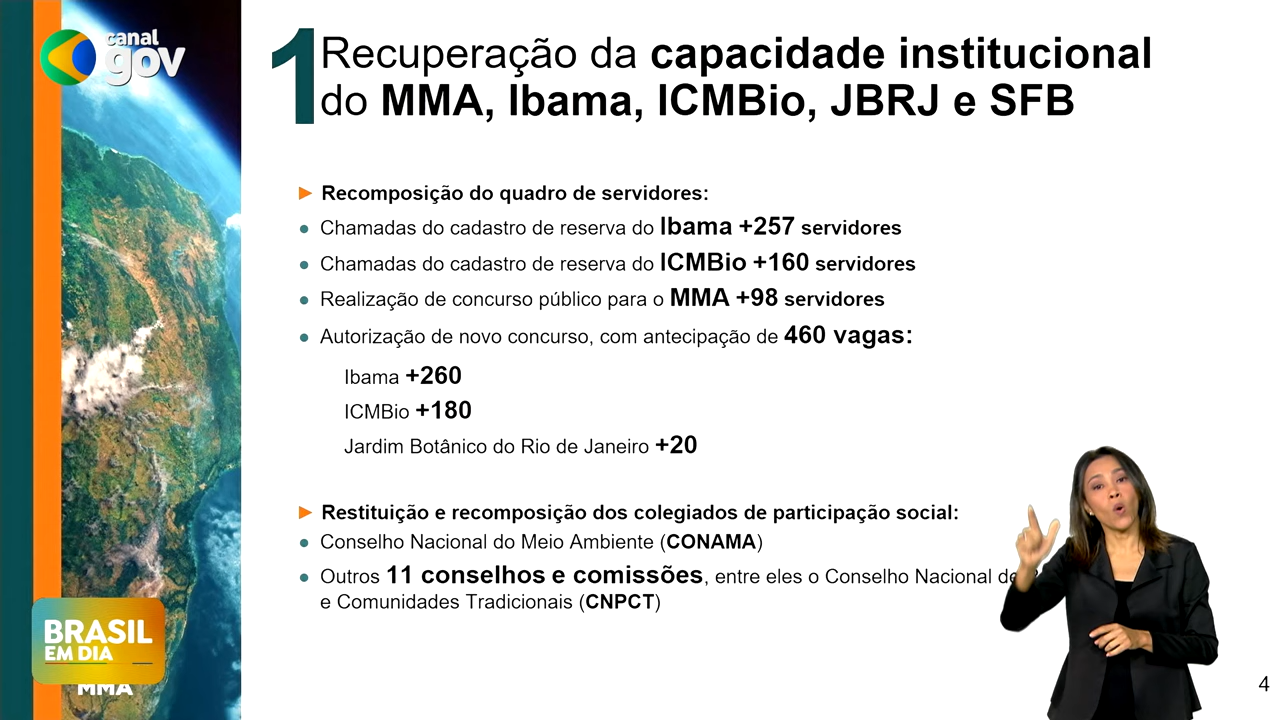 canal
gov
1
Recuperação da capacidade institucional
do MMA, Ibama, ICMBio, JBRJ e SFB
► Recomposição do quadro de servidores:
● Chamadas do cadastro de reserva do Ibama +257 servidores
● Chamadas do cadastro de reserva do ICMBio +160 servidores
● Realização de concurso público para o MMA +98 servidores
● Autorização de novo concurso, com antecipação de 460 vagas:
Ibama +260
ICMBio +180
Jardim Botânico do Rio de Janeiro +20
► Restituição e recomposição dos colegiados de participação social:
● Conselho Nacional do Meio Ambiente (CONAMA)
● Outros 11 conselhos e comissões, entre eles o Conselho Nacional de
e Comunidades Tradicionais (CNPCT)
BRASIL
EM DIA
MMA
4